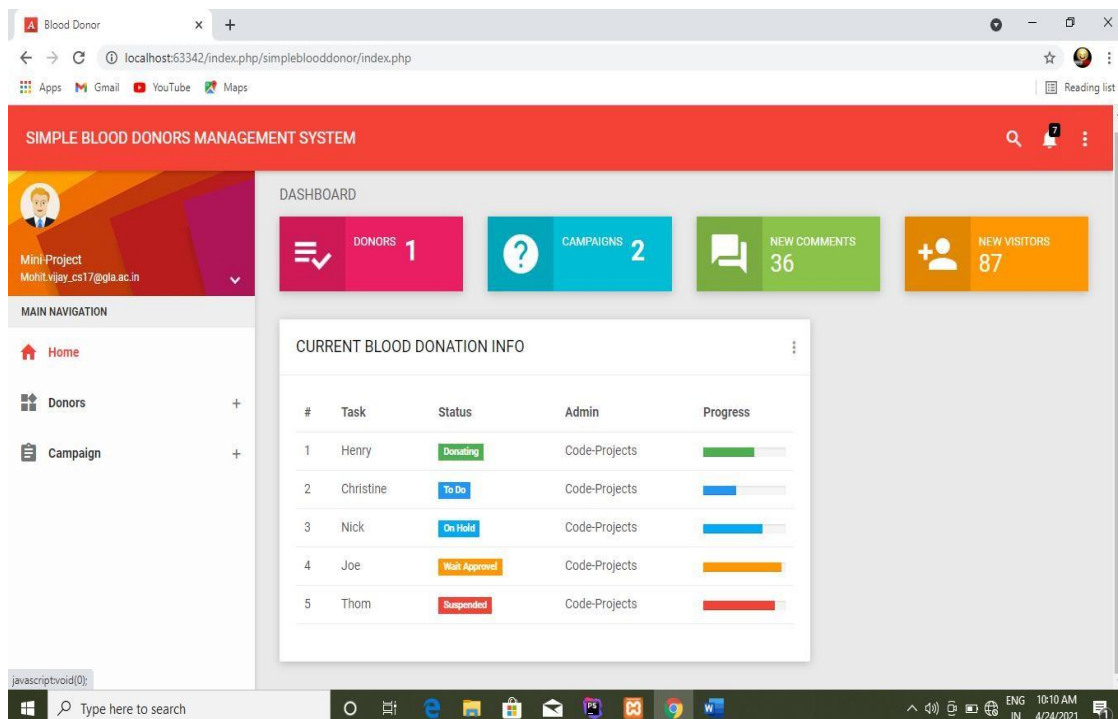 Blood Donor
localhost:63342/index.php/simpleblooddonor/index.php
Apps Gmail YouTube Maps Reading list
SIMPLE BLOOD DONORS MANAGEMENT SYSTEM
7
Mini-Project
Mohit.vijay_cs17@gla.ac.in
MAIN NAVIGATION
Home
Donors +
Campaign +
DASHBOARD
DONORS 1
CAMPAIGNS 2
NEW COMMENTS
36
NEW VISITORS
87
CURRENT BLOOD DONATION INFO
# Task Status Admin Progress
1 Henry Donating Code-Projects
2 Christine To Do Code-Projects
3 Nick On Hold Code-Projects
4 Joe Wait Approvel Code-Projects
5 Thom Suspended Code-Projects
javascript:void(0);
Type here to search
ENG 10:10 AM
IN 4/24/2021